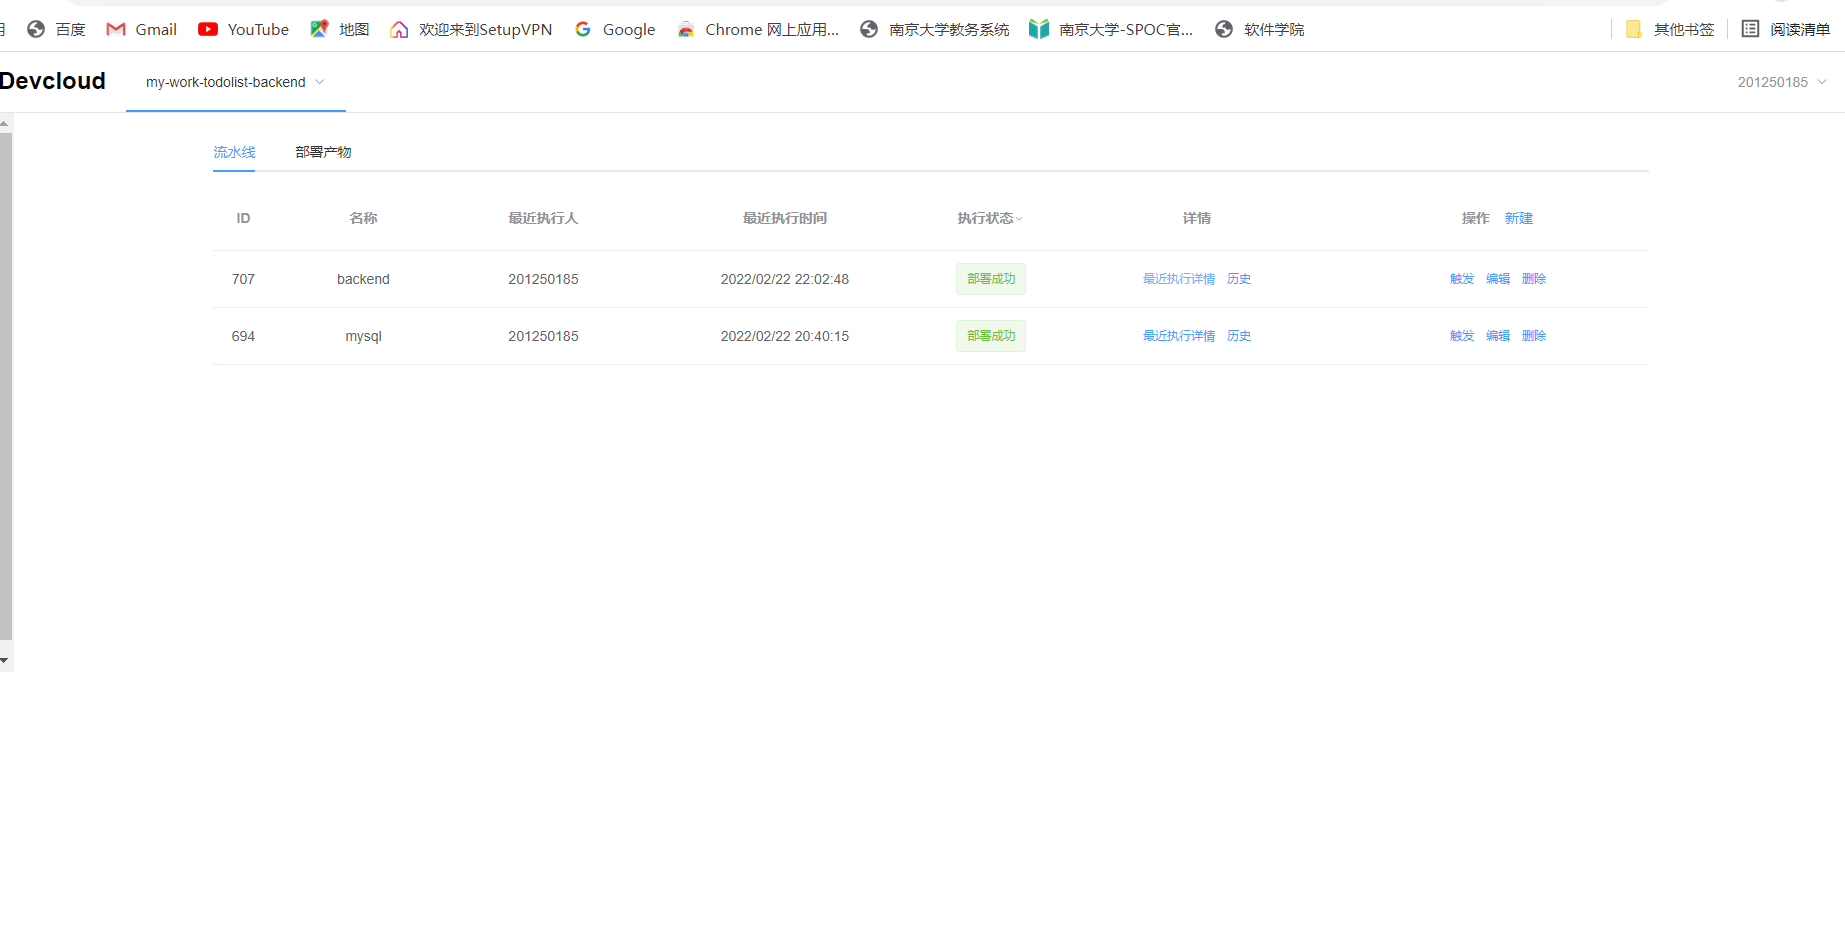 百度 Gmail YouTube 地图 欢迎来到SetupVPN Google Chrome 网上应用... 南京大学教务系统 南京大学-SPOC官... 软件学院 其他书签 阅读清单
Devcloud my-work-todolist-backend 201250185
流水线 部署产物
ID 名称 最近执行人 最近执行时间 执行状态 详情 操作 新建
707 backend 201250185 2022/02/22 22:02:48 部署成功 最近执行详情 历史 触发 编辑 删除
694 mysql 201250185 2022/02/22 20:40:15 部署成功 最近执行详情 历史 触发 编辑 删除